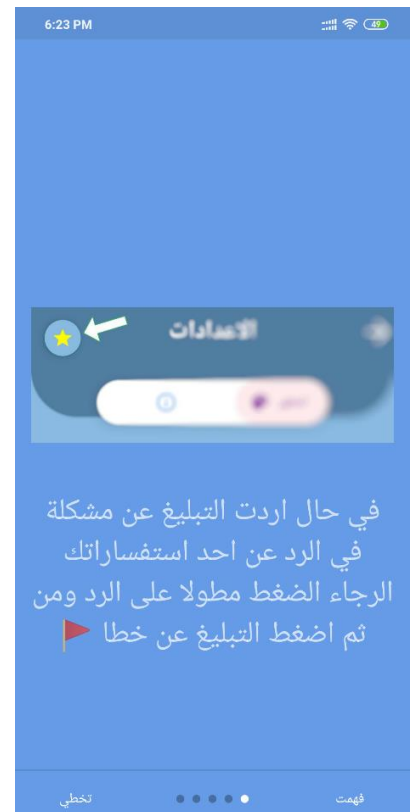 6:23 PM
49
الاعدادات
في حال اردت التبليغ عن مشكلة
في الرد عن احد استفساراتك
الرجاء الضغط مطولا على الرد ومن
ثم اضغط التبليغ عن خطا
فهمت
تخطي